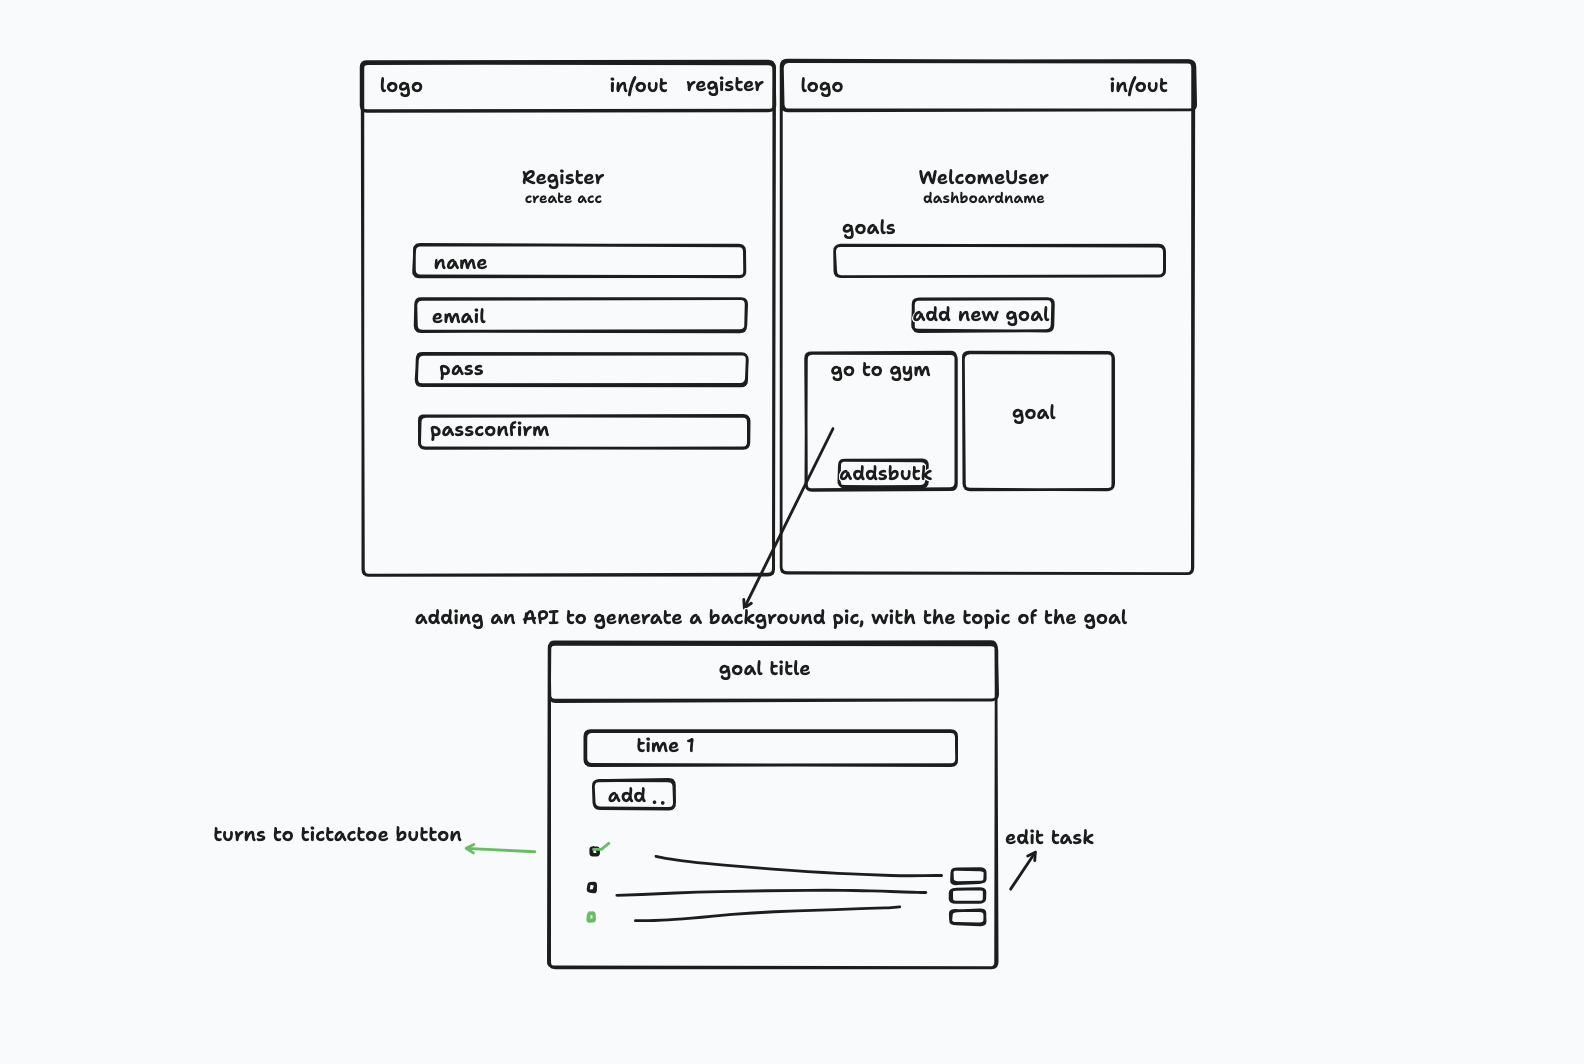 logo
in/out
register
Register
create acc
name
email
pass
passconfirm
logo
in/out
WelcomeUser
dashboardname
goals
add new goal
go to gym
addsbutk
goal
adding an API to generate a background pic, with the topic of the goal
goal title
time 1
add ..
turns to tictactoe button
edit task